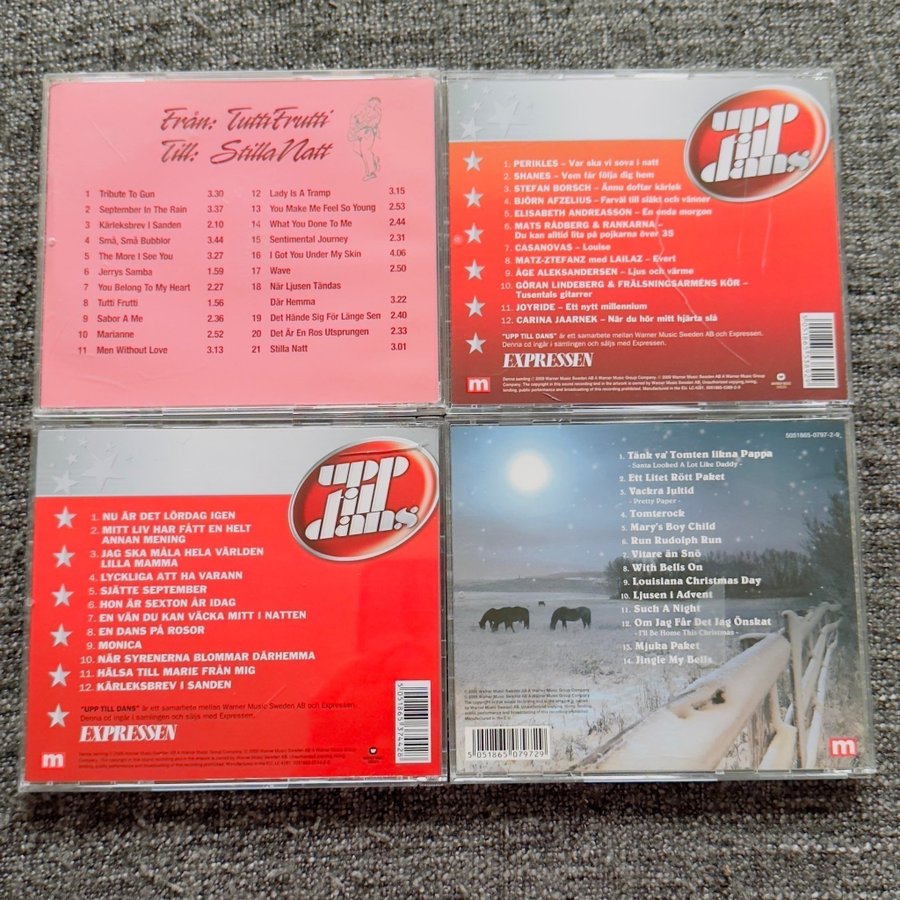 Från: Tutti Frutti
Till: Stilla Natt
1 Tribute To Gun 3.30
2 September In The Rain 3.37
3 Kärleksbrev I Sanden 2.10
4 Små, Små Bubblor 3.44
5 The More I See You 3.27
6 Jerrys Samba 1.59
7 You Belong To My Heart 2.27
8 Tutti Frutti 1.56
9 Sabor A Me 2.36
10 Marianne 2.52
11 Men Without Love 3.13
12 Lady Is A Tramp 3.15
13 You Make Me Feel So Young 2.53
14 What You Done To Me 2.44
15 Sentimental Journey 2.31
16 I Got You Under My Skin 4.06
17 Wave 2.50
18 När Ljusen Tändas
Där Hemma 3.22
19 Det Hände Sig För Länge Sen 2.40
20 Det Är En Ros Utsprungen 2.33
21 Stilla Natt 3.01
upp till dans
1. PERIKLES – Var ska vi sova i natt
2. SHANES – Vem får följa dig hem
3. STEFAN BORSCH – Ännu doftar kärlek
4. BJÖRN AFZELIUS – Farväl till släkt och vänner
5. ELISABETH ANDREASSON – En enda morgon
6. MATS RÅDBERG & RANKARNA –
Du kan alltid lita på pojkarna över 35
7. CASANOVAS – Louise
8. MATZ-ZTEFANZ med LAILAZ – Ever!
9. ÅGE ALEKSANDERSEN – Ljus och värme
10. GÖRAN LINDEBERG & FRÄLSNINGSARMÉNS KÖR –
Tusentals gitarrer
11. JOYRIDE – Ett nytt millennium
12. CARINA JAARNEK – När du hör mitt hjärta slå
"UPP TILL DANS" är ett samarbete mellan Warner Music Sweden AB och Expressen.
Denna cd ingår i samlingen och säljs med Expressen.
EXPRESSEN
m
upp till dans
1. NU ÄR DET LÖRDAG IGEN
2. MITT LIV HAR FÅTT EN HELT
ANNAN MENING
3. JAG SKA MÅLA HELA VÄRLDEN
LILLA MAMMA
4. LYCKLIGA ATT HA VARANN
5. SJÄTTE SEPTEMBER
6. HON ÄR SEXTON ÅR IDAG
7. EN VÄN DU KAN VÄCKA MITT I NATTEN
8. EN DANS PÅ ROSOR
9. MONICA
10. NÄR SYRENERNA BLOMMAR DÄRHEMMA
11. HÄLSA TILL MARIE FRÅN MIG
12. KÄRLEKSBREV I SANDEN
"UPP TILL DANS" är ett samarbete mellan Warner Music Sweden AB och Expressen.
Denna cd ingår i samlingen och säljs med Expressen.
EXPRESSEN
m
5051865-0797-2-9
1. Tänk va' Tomten likna Pappa
- Santa Looked A Lot Like Daddy -
2. Ett Litet Rött Paket
3. Vackra Jultid
- Pretty Paper -
4. Tomterock
5. Mary's Boy Child
6. Run Rudolph Run
7. Vitare än Snö
8. With Bells On
9. Louisiana Christmas Day
10. Ljusen I Advent
11. Such A Night
12. Om Jag Får Det Jag Önskat
- I'll Be Home This Christmas -
13. Mjuka Paket
14. Jingle My Bells
5 051865 079729
m